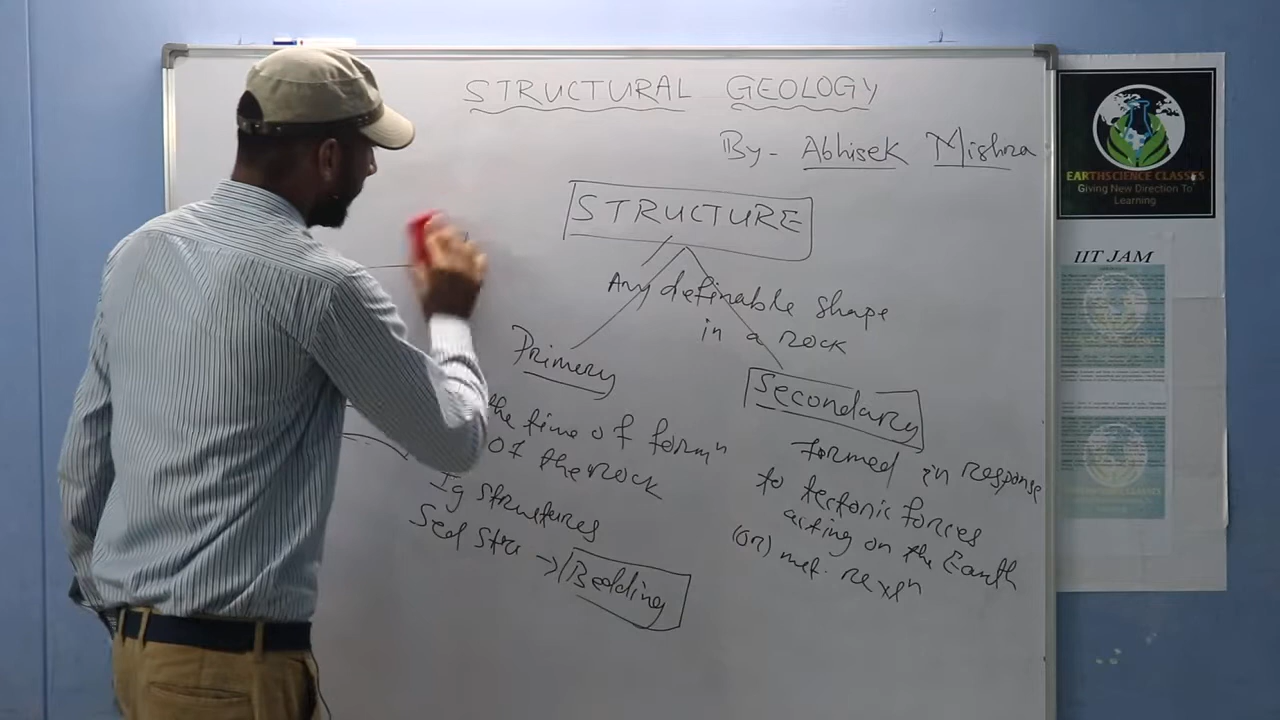 STRUCTURAL GEOLOGY
By- Abhisek Mishra
STRUCTURE
Any definable shape
in a rock
Primery
the time of formⁿ
of the rock
Ig structures
Sed stru → Bedding
Secondary
Formed in response
to tectonic forces
acting on the Earth
(or) met. rexⁿ
EARTHSCIENCE CLASSES
Giving New Direction To
Learning
IIT JAM